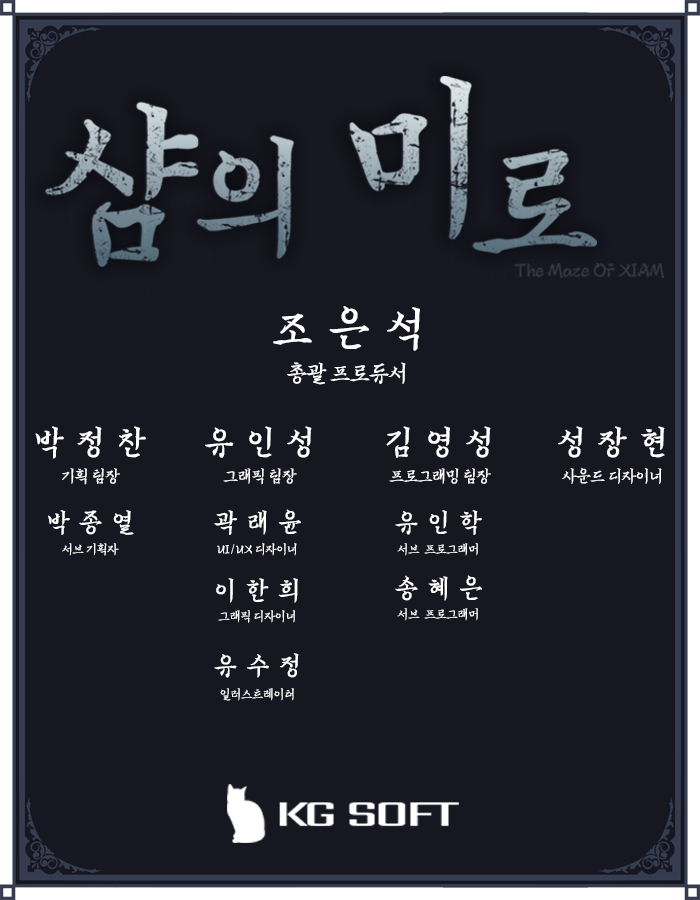 샴의 미로
The Maze Of XIAM
조은석
총괄 프로듀서
박정찬 유인성 김영성 성장현
기획 팀장 그래픽 팀장 프로그래밍 팀장 사운드 디자이너
박종열 곽래윤 유인학
서브 기획자 UI/UX 디자이너 서브 프로그래머
이한희 송혜은
그래픽 디자이너 서브 프로그래머
유수정
일러스트레이터
KG SOFT